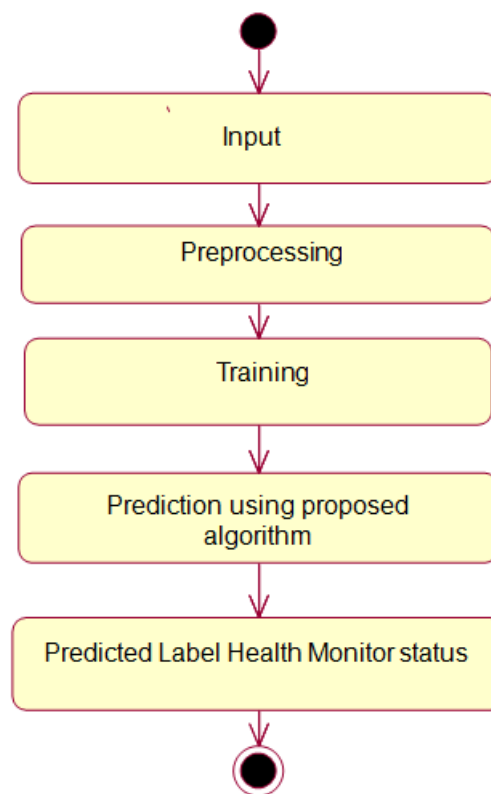 Input
Preprocessing
Training
Prediction using proposed
algorithm
Predicted Label Health Monitor status